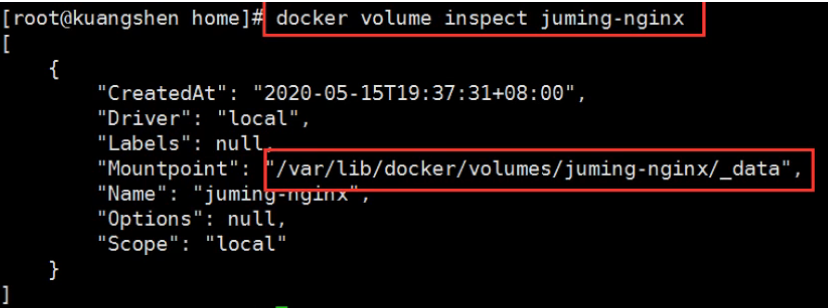 [root@kuangshen home]# docker volume inspect juming-nginx
[
    {
        "CreatedAt": "2020-05-15T19:37:31+08:00",
        "Driver": "local",
        "Labels": null,
        "Mountpoint": "/var/lib/docker/volumes/juming-nginx/_data",
        "Name": "juming-nginx",
        "Options": null,
        "Scope": "local"
    }
]